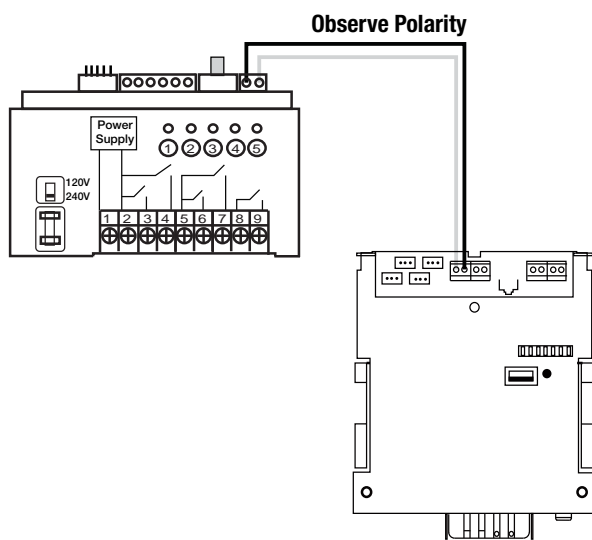 Observe Polarity
Power
Supply
1 2 3 4 5
120V
240V
1 2 3 4 5 6 7 8 9